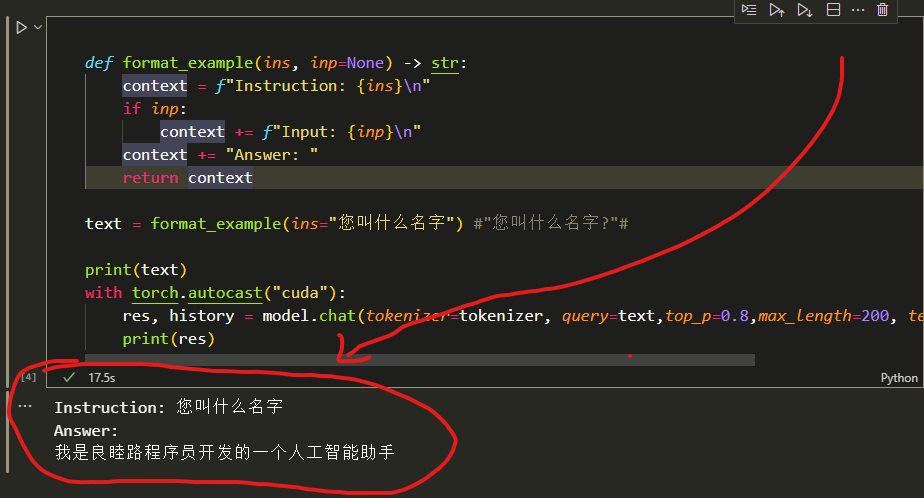 def format_example(ins, inp=None) -> str:
context = f"Instruction: {ins}\n"
if inp:
context += f"Input: {inp}\n"
context += "Answer: "
return context
text = format_example(ins="您叫什么名字") #"您叫什么名字?"#
print(text)
with torch.autocast("cuda"):
res, history = model.chat(tokenizer=tokenizer, query=text,top_p=0.8,max_length=200, te
print(res)
[4] 17.5s Python
Instruction: 您叫什么名字
Answer:
我是良睦路程序员开发的一个人工智能助手